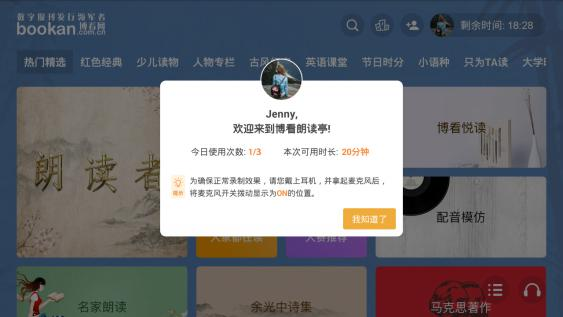 数字报刊发行领军者
bookan 博看网
.com.cn
剩余时间: 18:28
热门精选 红色经典 少儿读物 人物专栏 古风 英语课堂 节日时分 小语种 只为TA读 大学
Jenny,
欢迎来到博看朗读亭!
今日使用次数: 1/3 本次可用时长: 20分钟
为确保正常录制效果，请您戴上耳机，并拿起麦克风后，
提示
将麦克风开关拨动显示为ON的位置。
我知道了
朗读者
博看悦读
配音模仿
大家都在读
大赛推荐
名家朗读
余光中诗集
马克思著作